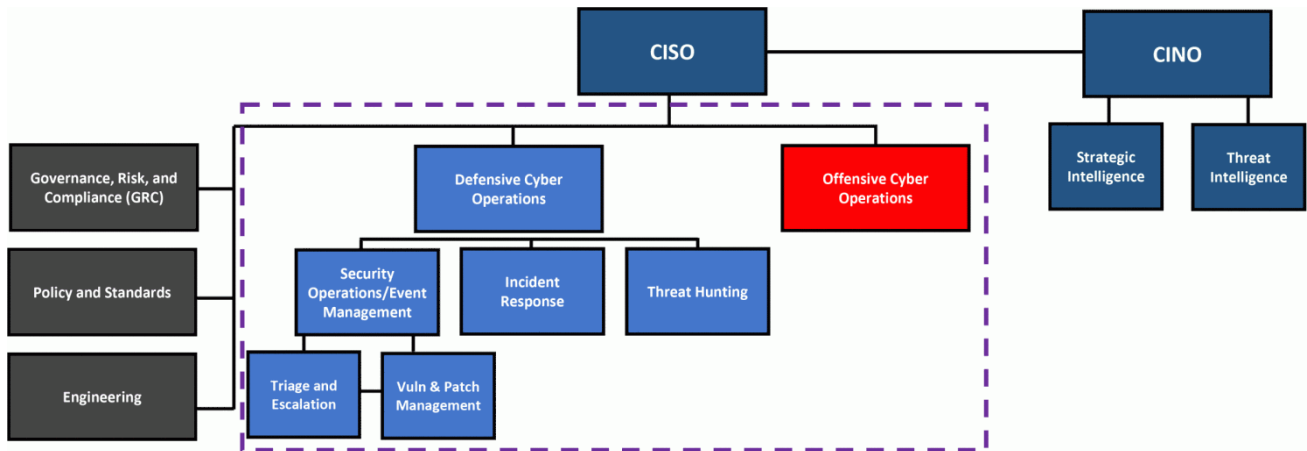 CISO
CINO
Governance, Risk, and
Compliance (GRC)
Policy and Standards
Engineering
Defensive Cyber
Operations
Offensive Cyber
Operations
Strategic
Intelligence
Threat
Intelligence
Security
Operations/Event
Management
Incident
Response
Threat Hunting
Triage and
Escalation
Vuln & Patch
Management